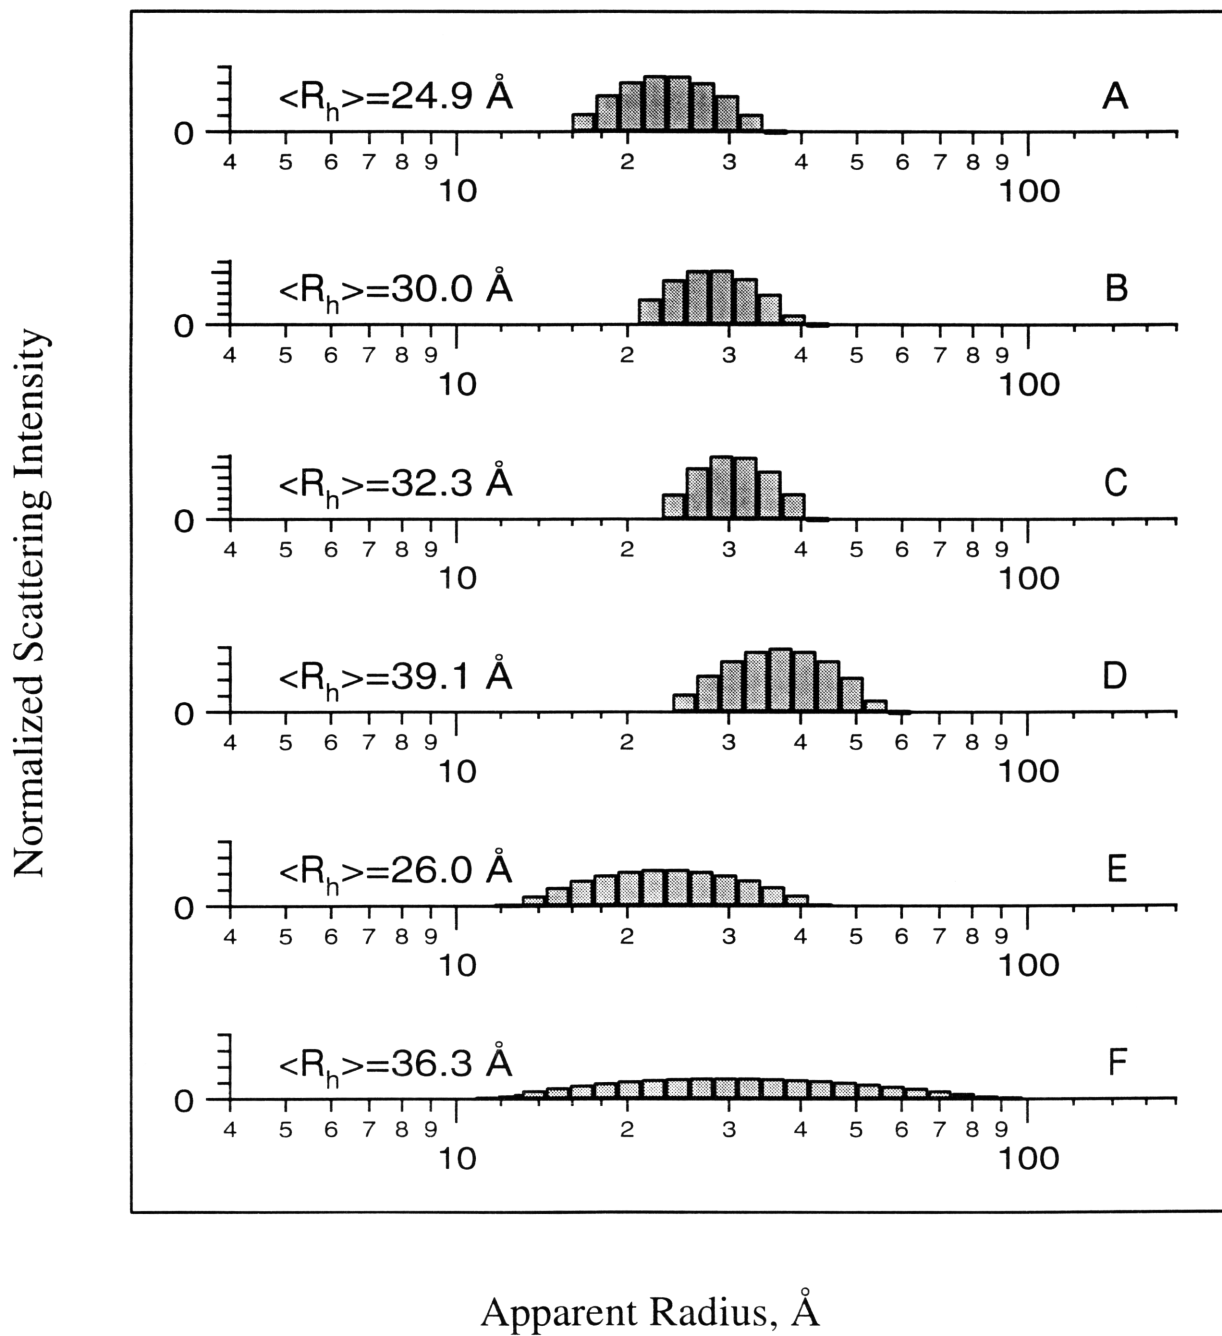 Normalized Scattering Intensity
<Rh>=24.9 Å A
0
4 5 6 7 8 9 2 3 4 5 6 7 8 9
10 100
<Rh>=30.0 Å B
0
4 5 6 7 8 9 2 3 4 5 6 7 8 9
10 100
<Rh>=32.3 Å C
0
4 5 6 7 8 9 2 3 4 5 6 7 8 9
10 100
<Rh>=39.1 Å D
0
4 5 6 7 8 9 2 3 4 5 6 7 8 9
10 100
<Rh>=26.0 Å E
0
4 5 6 7 8 9 2 3 4 5 6 7 8 9
10 100
<Rh>=36.3 Å F
0
4 5 6 7 8 9 2 3 4 5 6 7 8 9
10 100
Apparent Radius, Å